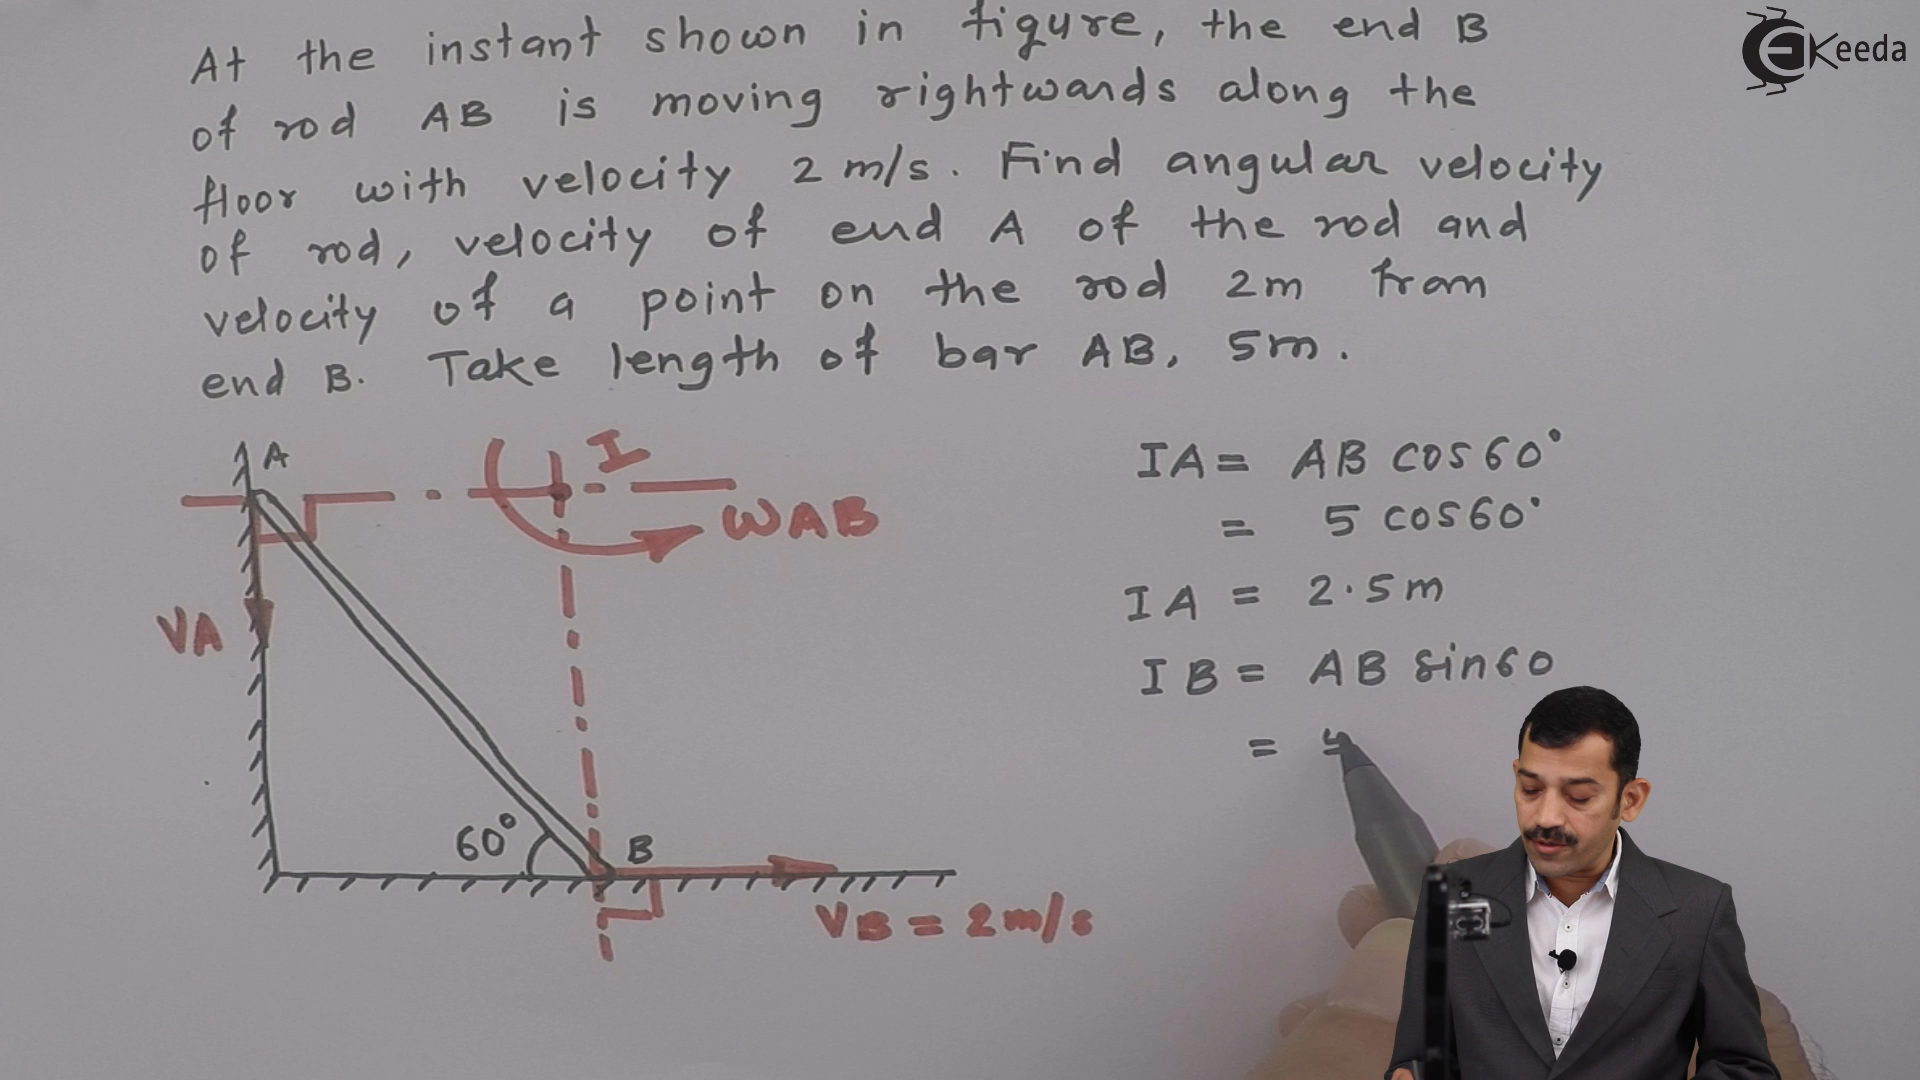 At the instant shown in figure, the end B
of rod AB is moving rightwards along the
floor with velocity 2 m/s. Find angular velocity
of rod, velocity of end A of the rod and
velocity of a point on the rod 2m from
end B. Take length of bar AB, 5m.
EKeeda
A
I
ωAB
VA
60°
B
VB = 2m/s
IA = AB cos60°
= 5 cos60°
IA = 2.5m
IB = AB sin60
=